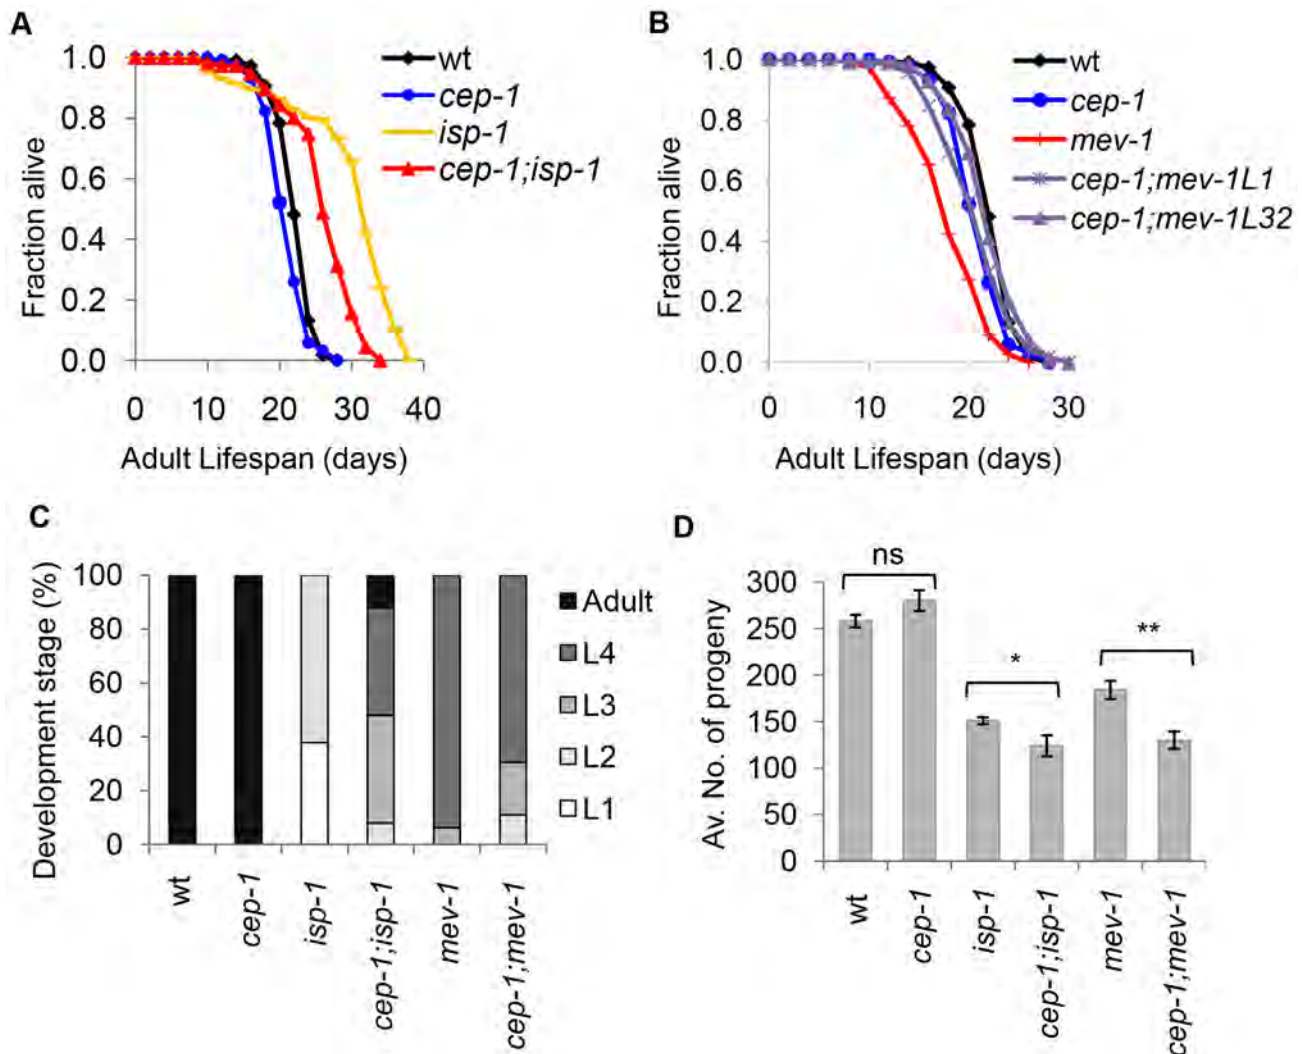 A
1.0
0.8
0.6
0.4
0.2
0.0
Fraction alive
0 10 20 30 40
Adult Lifespan (days)
wt
cep-1
isp-1
cep-1;isp-1
B
1.0
0.8
0.6
0.4
0.2
0.0
Fraction alive
0 10 20 30
Adult Lifespan (days)
wt
cep-1
mev-1
cep-1;mev-1L1
cep-1;mev-1L32
C
100
80
60
40
20
0
Development stage (%)
wt
cep-1
isp-1
cep-1;isp-1
mev-1
cep-1;mev-1
Adult
L4
L3
L2
L1
D
300
250
200
150
100
50
0
Av. No. of progeny
ns
*
**
wt
cep-1
isp-1
cep-1;isp-1
mev-1
cep-1;mev-1